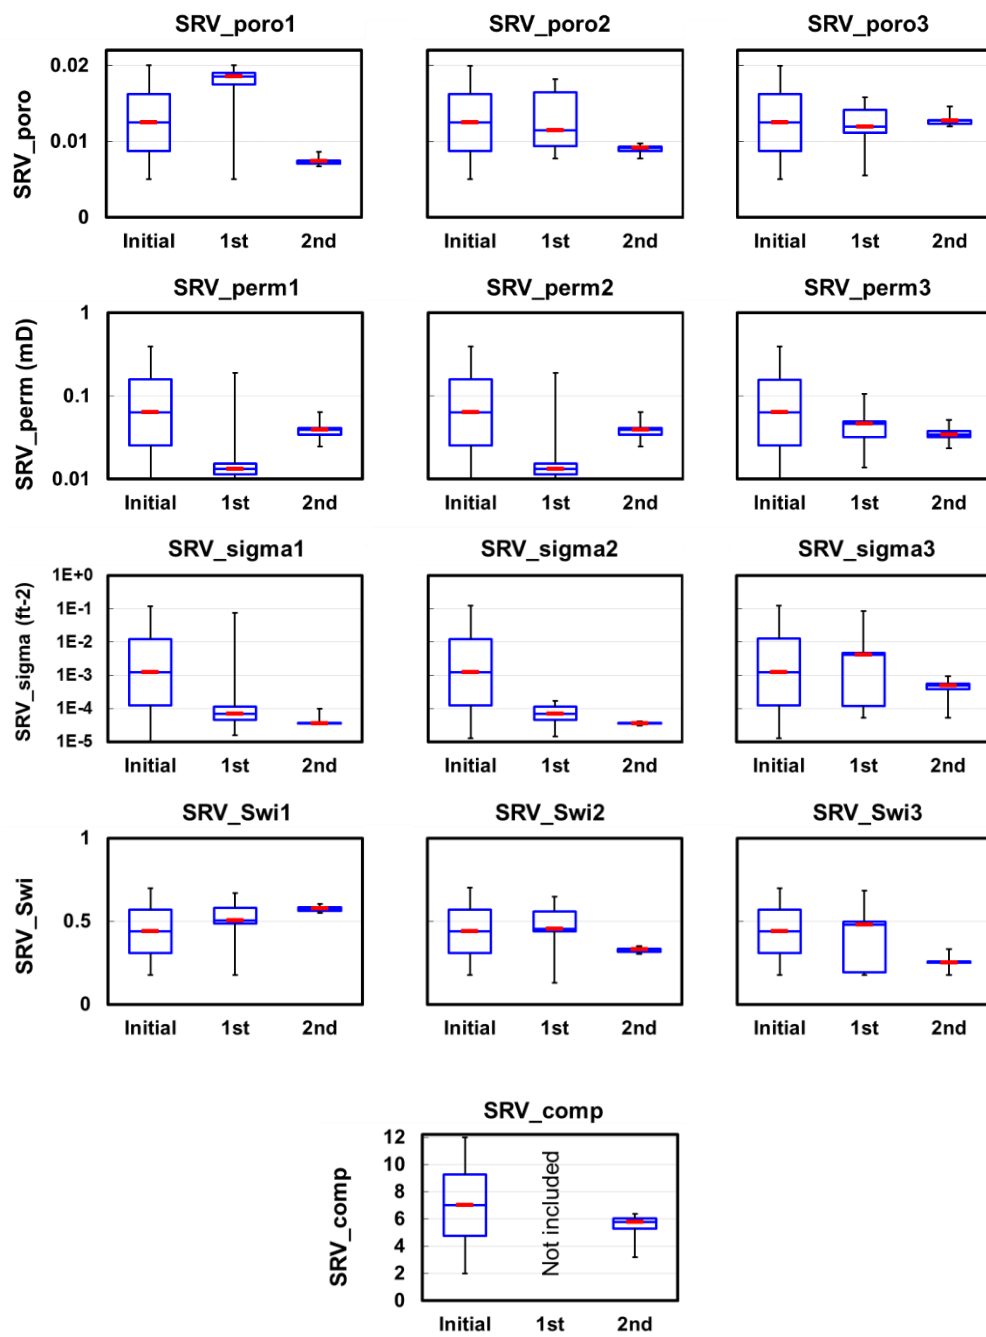 SRV_poro1 SRV_poro2 SRV_poro3
SRV_poro
0.02
0.01
0
Initial 1st 2nd Initial 1st 2nd Initial 1st 2nd
SRV_perm1 SRV_perm2 SRV_perm3
SRV_perm (mD)
1
0.1
0.01
Initial 1st 2nd Initial 1st 2nd Initial 1st 2nd
SRV_sigma1 SRV_sigma2 SRV_sigma3
SRV_sigma (ft-2)
1E+0
1E-1
1E-2
1E-3
1E-4
1E-5
Initial 1st 2nd Initial 1st 2nd Initial 1st 2nd
SRV_Swi1 SRV_Swi2 SRV_Swi3
SRV_Swi
1
0.5
0
Initial 1st 2nd Initial 1st 2nd Initial 1st 2nd
SRV_comp
SRV_comp
12
10
8
6
4
2
0
Not included
Initial 1st 2nd